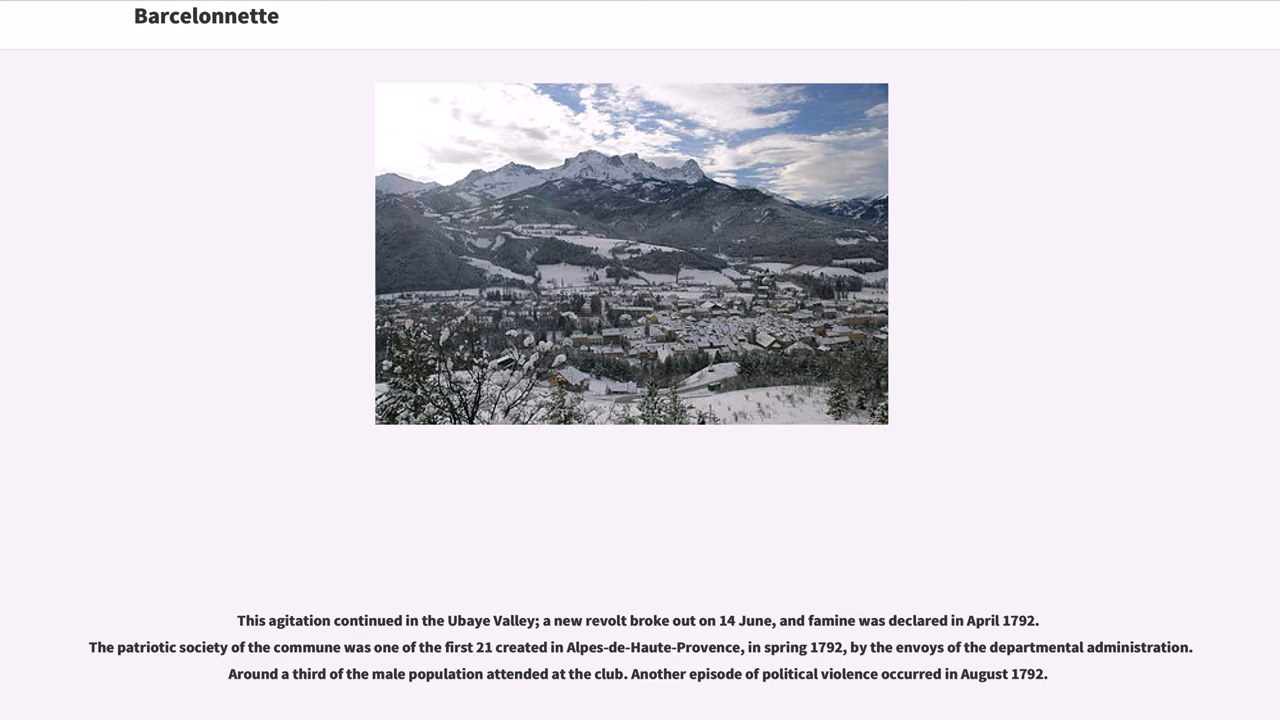 Barcelonnette
This agitation continued in the Ubaye Valley; a new revolt broke out on 14 June, and famine was declared in April 1792.
The patriotic society of the commune was one of the first 21 created in Alpes-de-Haute-Provence, in spring 1792, by the envoys of the departmental administration.
Around a third of the male population attended at the club. Another episode of political violence occurred in August 1792.